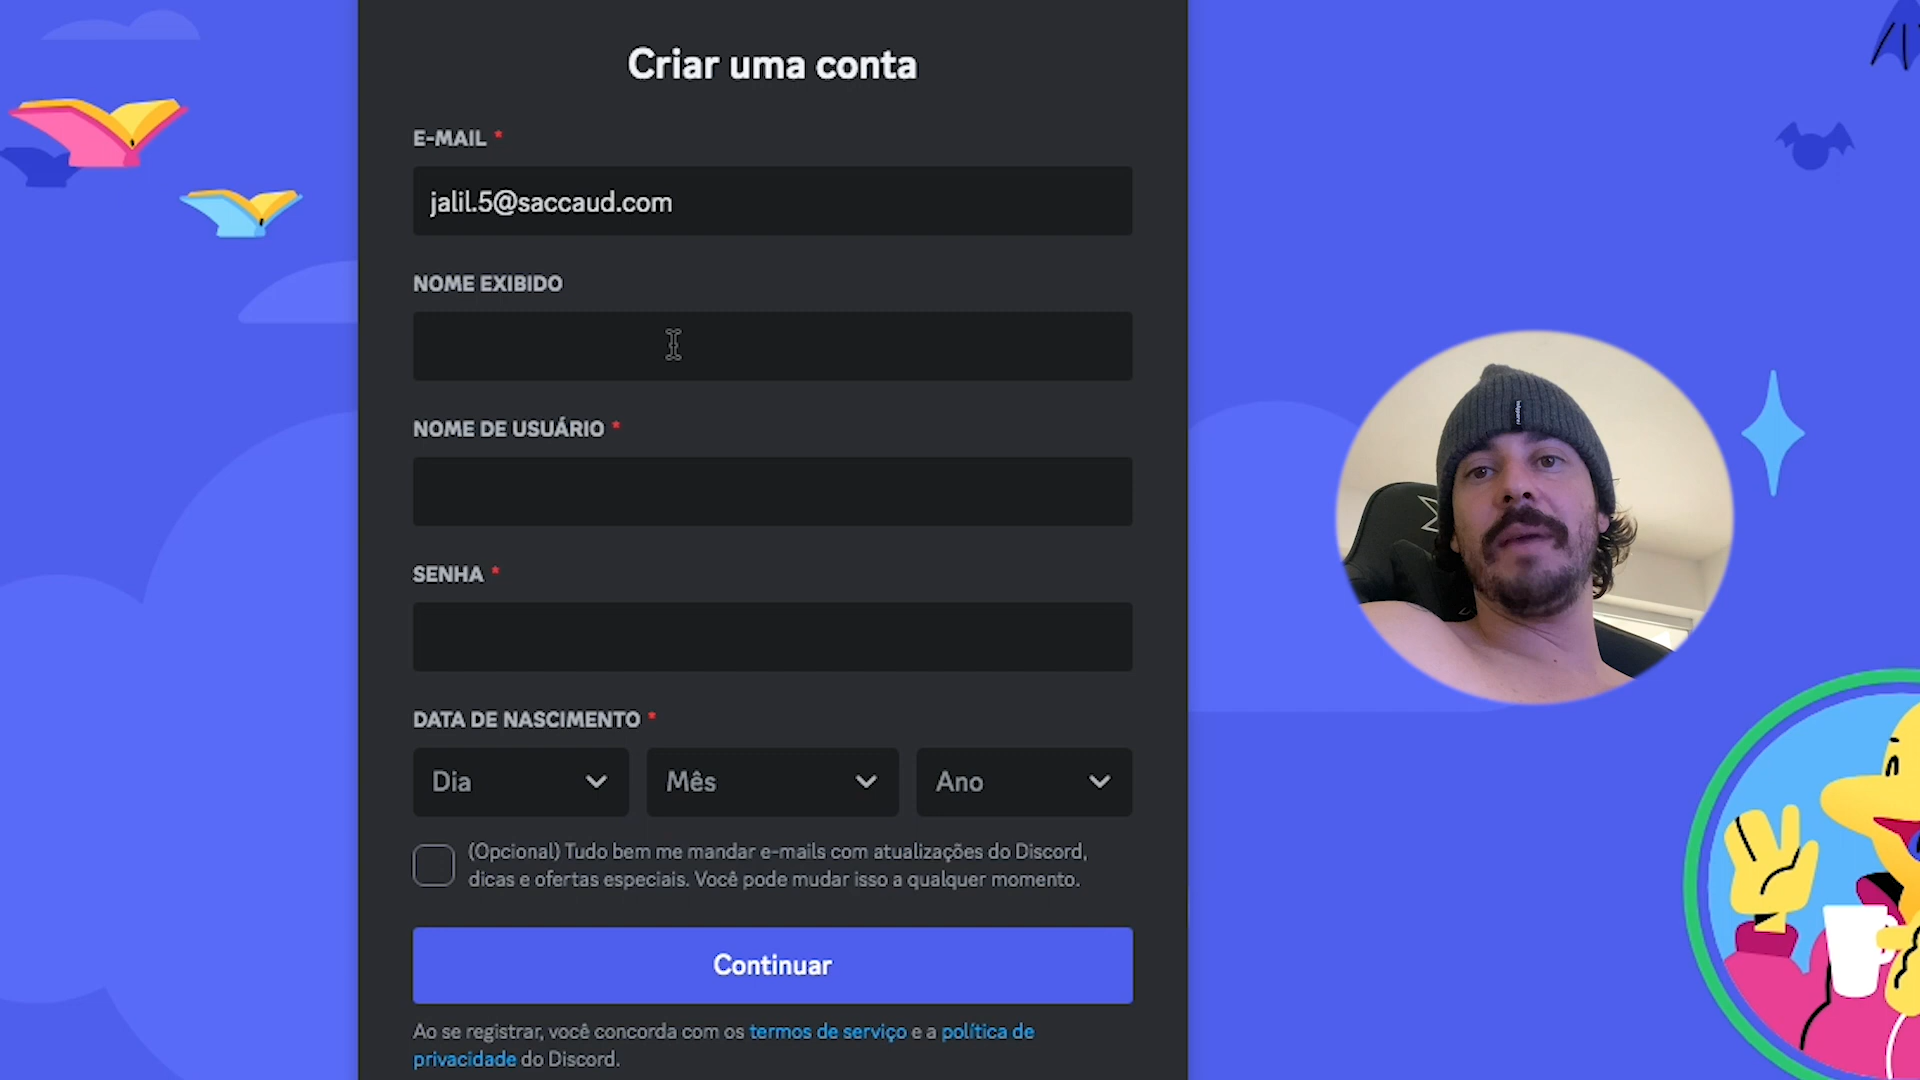 Criar uma conta
E-MAIL *
jalil.5@saccaud.com
NOME EXIBIDO
NOME DE USUÁRIO *
SENHA *
DATA DE NASCIMENTO *
Dia Mês Ano
(Opcional) Tudo bem me mandar e-mails com atualizações do Discord,
dicas e ofertas especiais. Você pode mudar isso a qualquer momento.
Continuar
Ao se registrar, você concorda com os termos de serviço e a política de
privacidade do Discord.